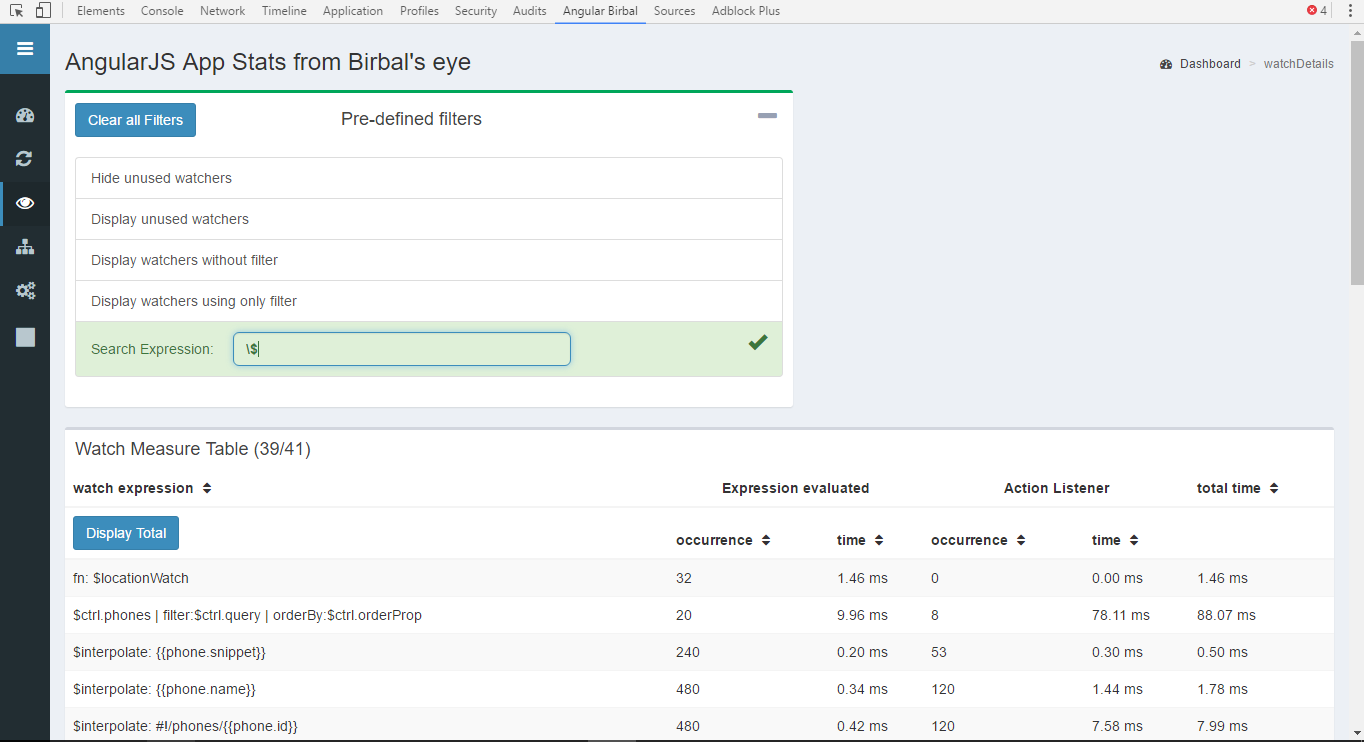 Elements Console Network Timeline Application Profiles Security Audits Angular Birbal Sources Adblock Plus 4
AngularJS App Stats from Birbal's eye
Dashboard > watchDetails
Clear all Filters Pre-defined filters
Hide unused watchers
Display unused watchers
Display watchers without filter
Display watchers using only filter
Search Expression: \$
Watch Measure Table (39/41)
watch expression Expression evaluated Action Listener total time
Display Total occurrence time occurrence time
fn: $locationWatch 32 1.46 ms 0 0.00 ms 1.46 ms
$ctrl.phones | filter:$ctrl.query | orderBy:$ctrl.orderProp 20 9.96 ms 8 78.11 ms 88.07 ms
$interpolate: {{phone.snippet}} 240 0.20 ms 53 0.30 ms 0.50 ms
$interpolate: {{phone.name}} 480 0.34 ms 120 1.44 ms 1.78 ms
$interpolate: #!/phones/{{phone.id}} 480 0.42 ms 120 7.58 ms 7.99 ms